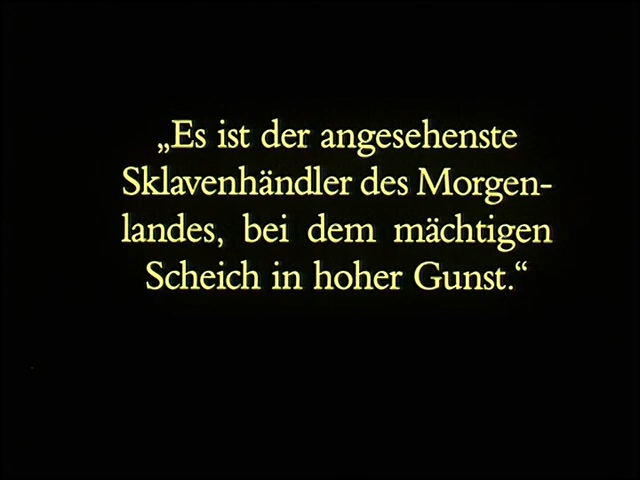 „Es ist der angesehenste
Sklavenhändler des Morgen-
landes, bei dem mächtigen
Scheich in hoher Gunst.“